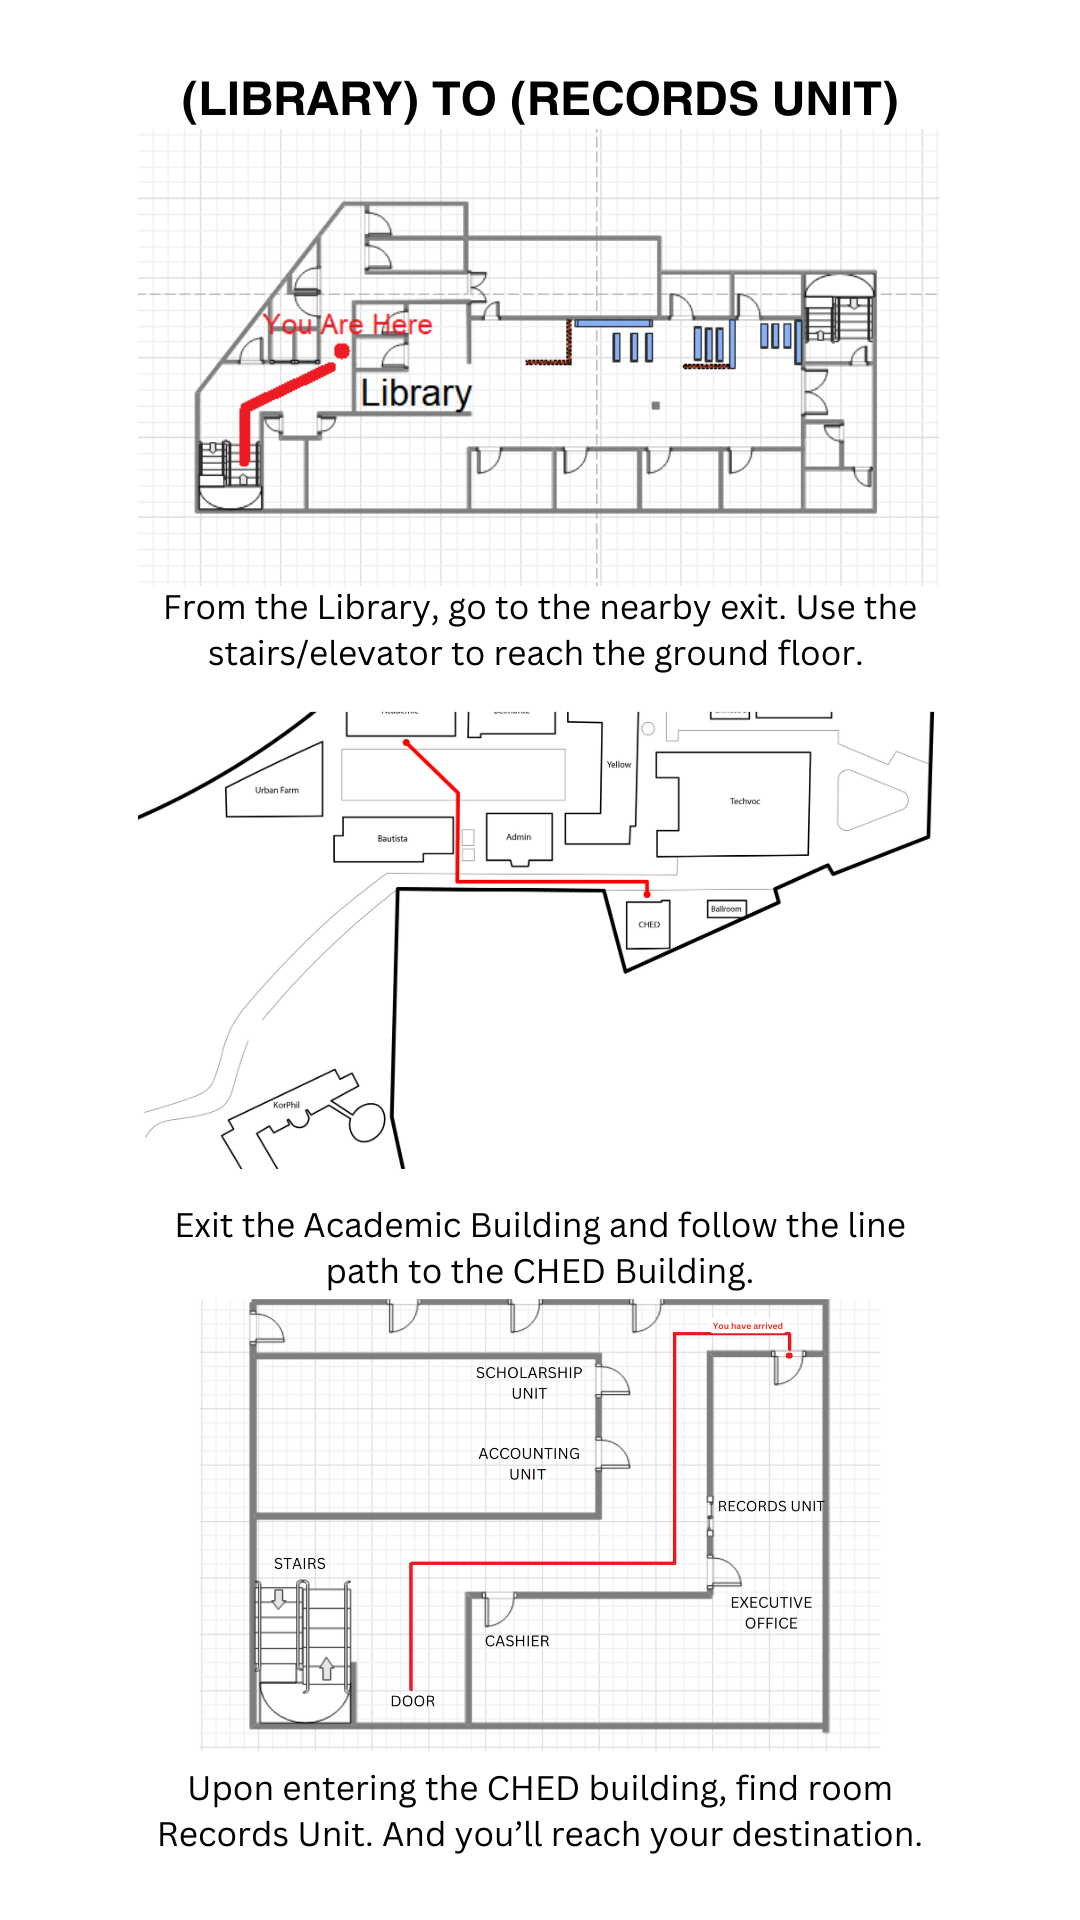 (LIBRARY) TO (RECORDS UNIT)
You Are Here
Library
From the Library, go to the nearby exit. Use the
stairs/elevator to reach the ground floor.
Yellow
Urban Farm
Techvoc
Bautista
Admin
CHED
Ballroom
KorPhil
Exit the Academic Building and follow the line
path to the CHED Building.
You have arrived
SCHOLARSHIP
UNIT
ACCOUNTING
UNIT
RECORDS UNIT
STAIRS
EXECUTIVE
OFFICE
CASHIER
DOOR
Upon entering the CHED building, find room
Records Unit. And you’ll reach your destination.